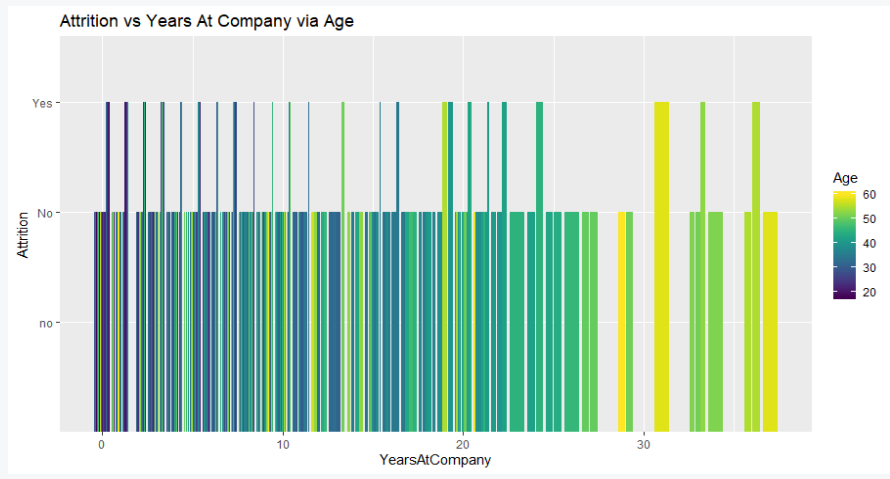 Attrition vs Years At Company via Age
Yes
No
no
Attrition
0 10 20 30
YearsAtCompany
Age
60
50
40
30
20